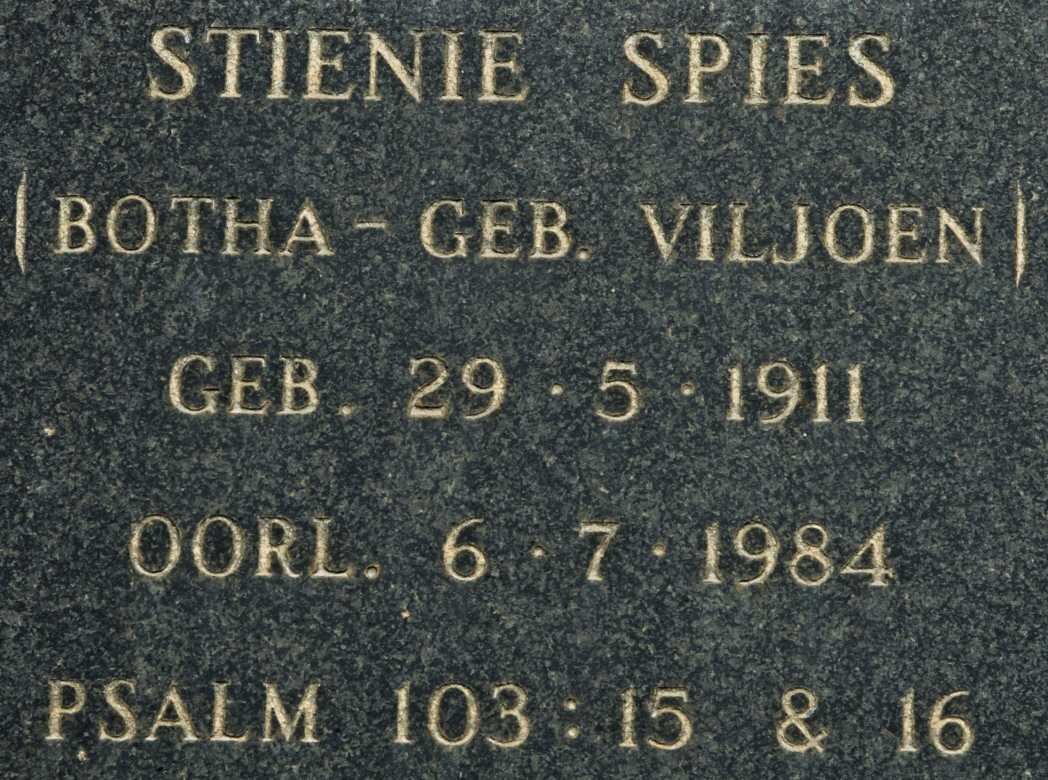 STIENIE SPIES
(BOTHA - GEB. VILJOEN)
GEB. 29 · 5 · 1911
OORL. 6 · 7 · 1984
PSALM 103 : 15 & 16